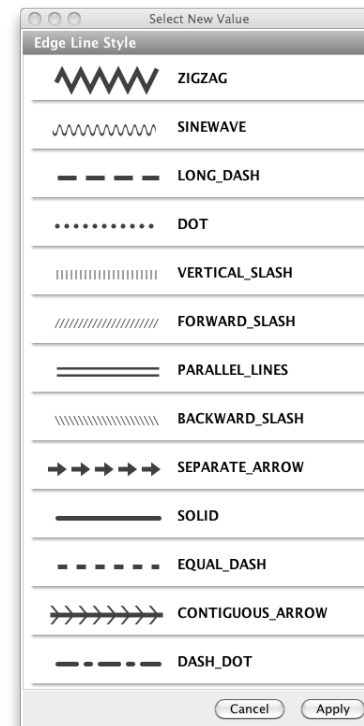 Select New Value
Edge Line Style
ZIGZAG
SINEWAVE
LONG_DASH
DOT
VERTICAL_SLASH
FORWARD_SLASH
PARALLEL_LINES
BACKWARD_SLASH
SEPARATE_ARROW
SOLID
EQUAL_DASH
CONTIGUOUS_ARROW
DASH_DOT
Cancel Apply